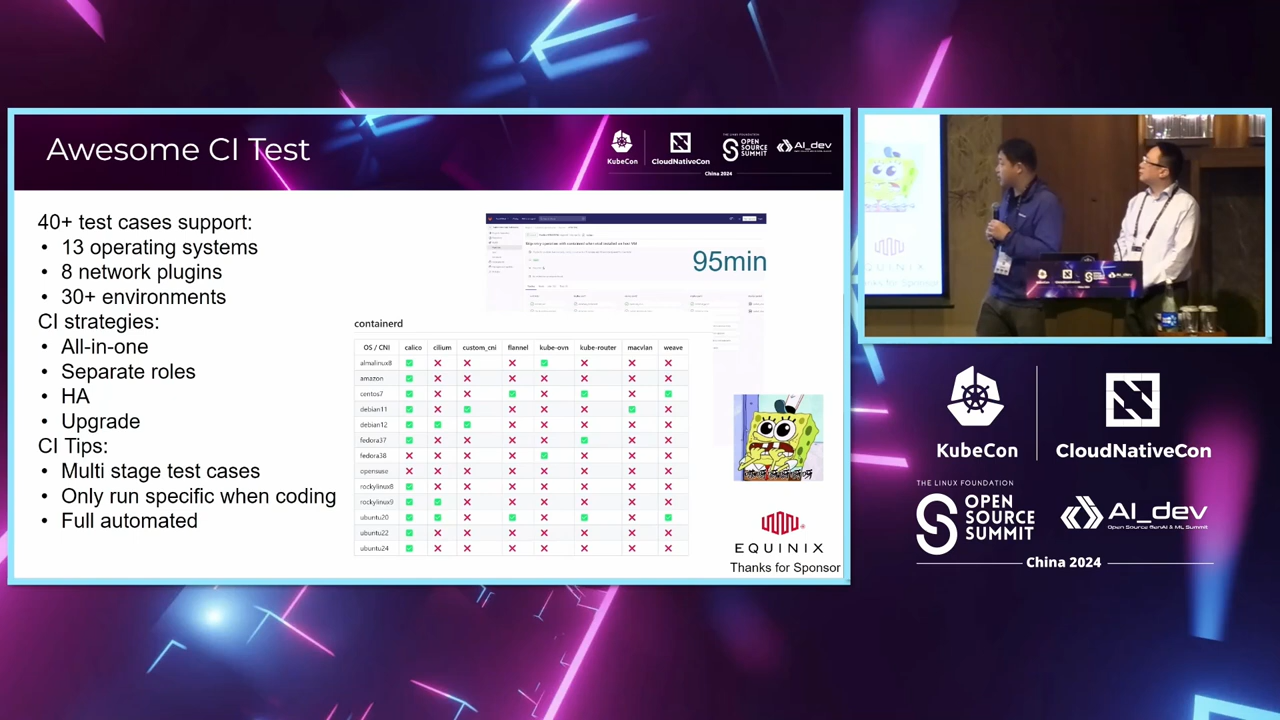 Awesome CI Test
KubeCon
CloudNativeCon
THE LINUX FOUNDATION
OPEN SOURCE SUMMIT
AI_dev
China 2024
40+ test cases support:
• 13 operating systems
• 8 network plugins
• 30+ environments
CI strategies:
• All-in-one
• Separate roles
• HA
• Upgrade
CI Tips:
• Multi stage test cases
• Only run specific when coding
• Full automated
95min
containerd
OS / CNI calico cilium custom_cni flannel kube-ovn kube-router macvlan weave
almalinux8 ✅ ❌ ❌ ❌ ✅ ❌ ❌ ❌
amazon ✅ ❌ ❌ ❌ ❌ ❌ ❌ ❌
centos7 ✅ ❌ ❌ ✅ ❌ ✅ ❌ ✅
debian11 ✅ ❌ ✅ ❌ ❌ ❌ ✅ ❌
debian12 ✅ ✅ ✅ ❌ ❌ ❌ ❌ ❌
fedora37 ✅ ❌ ❌ ❌ ❌ ✅ ❌ ❌
fedora38 ❌ ❌ ❌ ❌ ✅ ❌ ❌ ❌
opensuse ❌ ❌ ❌ ❌ ❌ ❌ ❌ ❌
rockylinux8 ✅ ❌ ❌ ❌ ❌ ❌ ❌ ❌
rockylinux9 ✅ ✅ ❌ ❌ ❌ ❌ ❌ ❌
ubuntu20 ✅ ❌ ❌ ✅ ❌ ✅ ❌ ✅
ubuntu22 ✅ ❌ ❌ ❌ ❌ ❌ ❌ ❌
ubuntu24 ✅ ❌ ❌ ❌ ❌ ❌ ❌ ❌
EQUINIX
Thanks for Sponsor
EQUINIX
KubeCon
CloudNativeCon
THE LINUX FOUNDATION
OPEN
SOURCE
SUMMIT
AI_dev
Open Source GenAI & ML Summit
China 2024